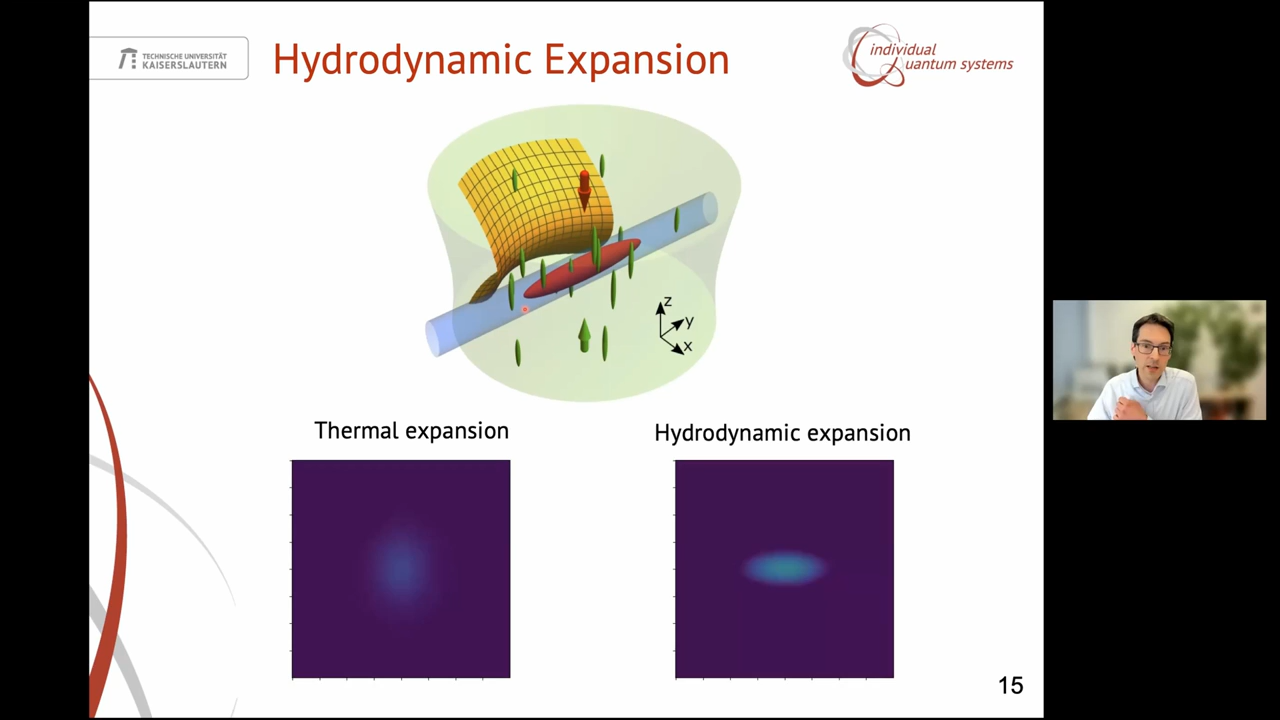 TECHNISCHE UNIVERSITÄT
KAISERSLAUTERN
Hydrodynamic Expansion
individual
uantum systems
z
y
x
Thermal expansion
Hydrodynamic expansion
15